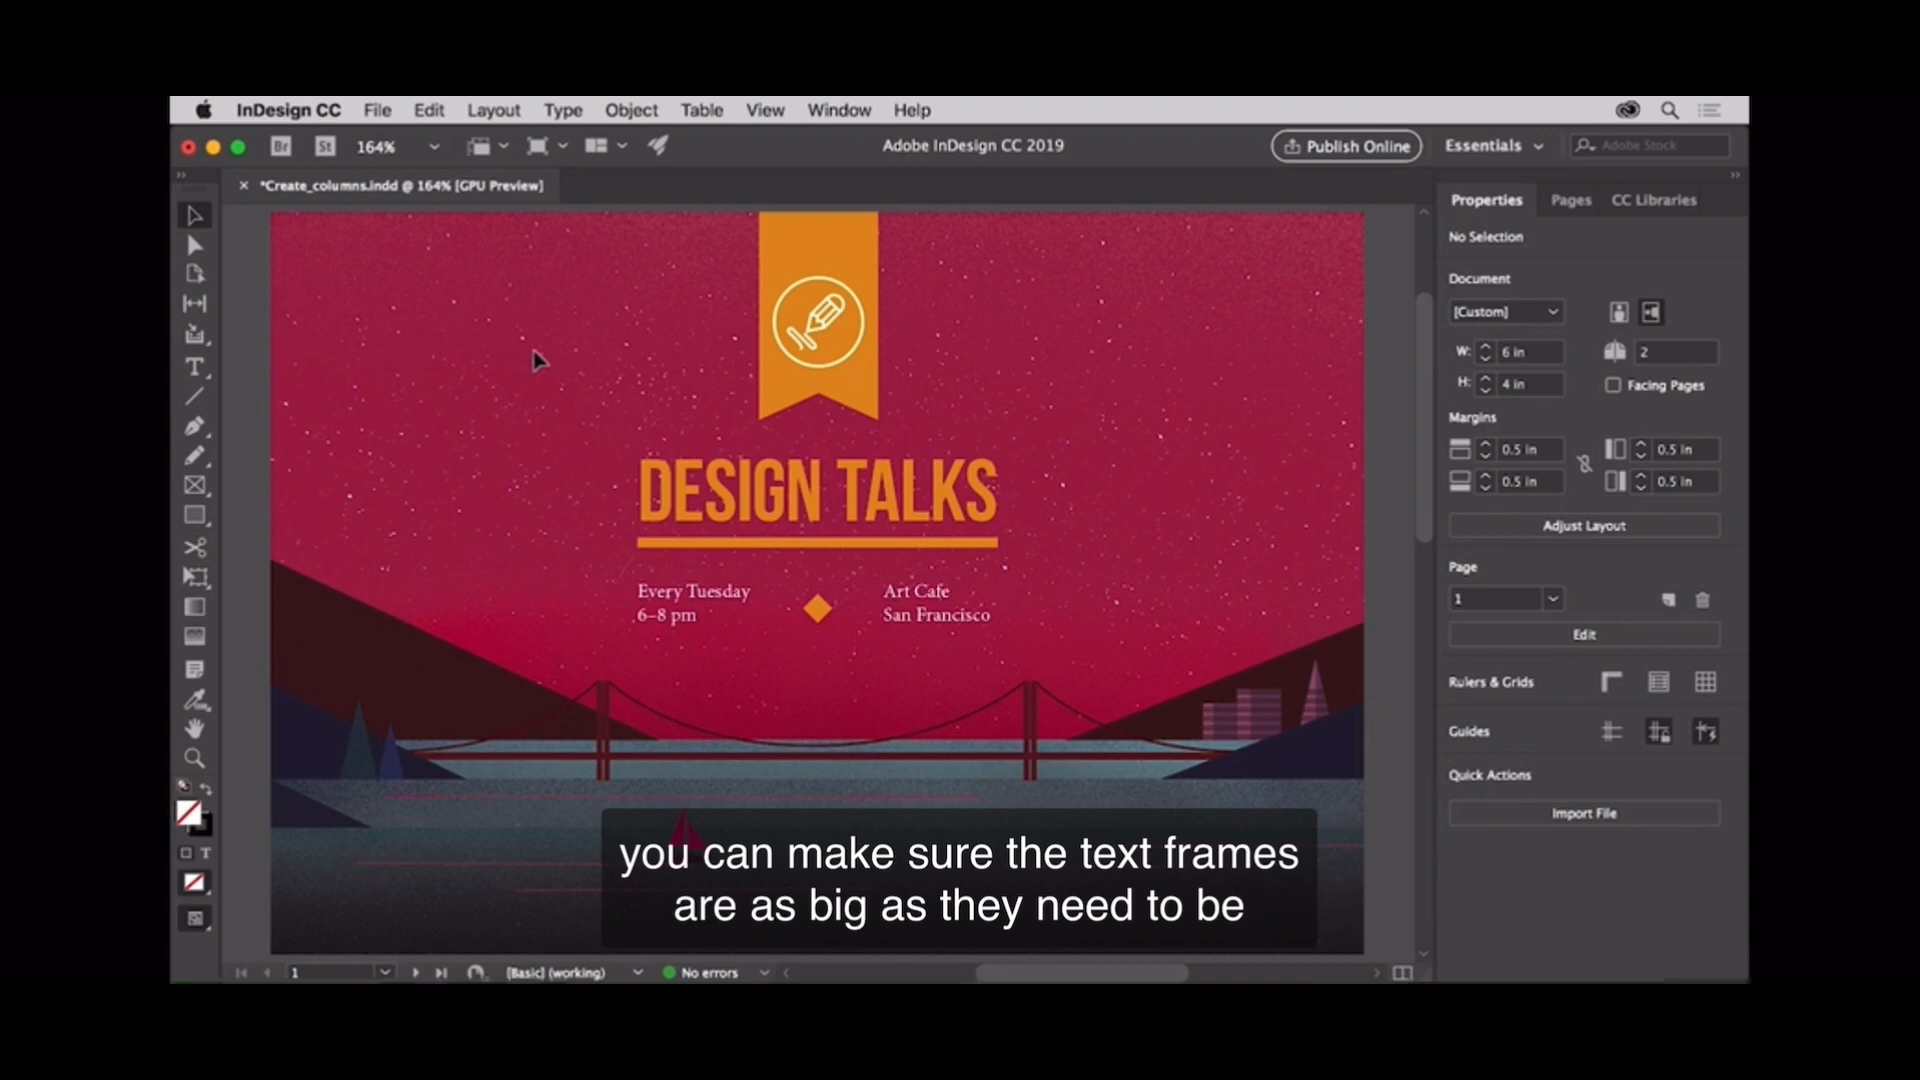 InDesign CC File Edit Layout Type Object Table View Window Help
Br St 164% Adobe InDesign CC 2019 Publish Online Essentials Adobe Stock
*Create_columns.indd @ 164% [GPU Preview]
Properties Pages CC Libraries
No Selection
Document
[Custom]
W: 6 in 2
H: 4 in Facing Pages
Margins
0.5 in 0.5 in
0.5 in 0.5 in
Adjust Layout
Page
1
Edit
Rulers & Grids
Guides
Quick Actions
Import File
DESIGN TALKS
Every Tuesday
6–8 pm
Art Cafe
San Francisco
you can make sure the text frames
are as big as they need to be
1 [Basic] (working) No errors